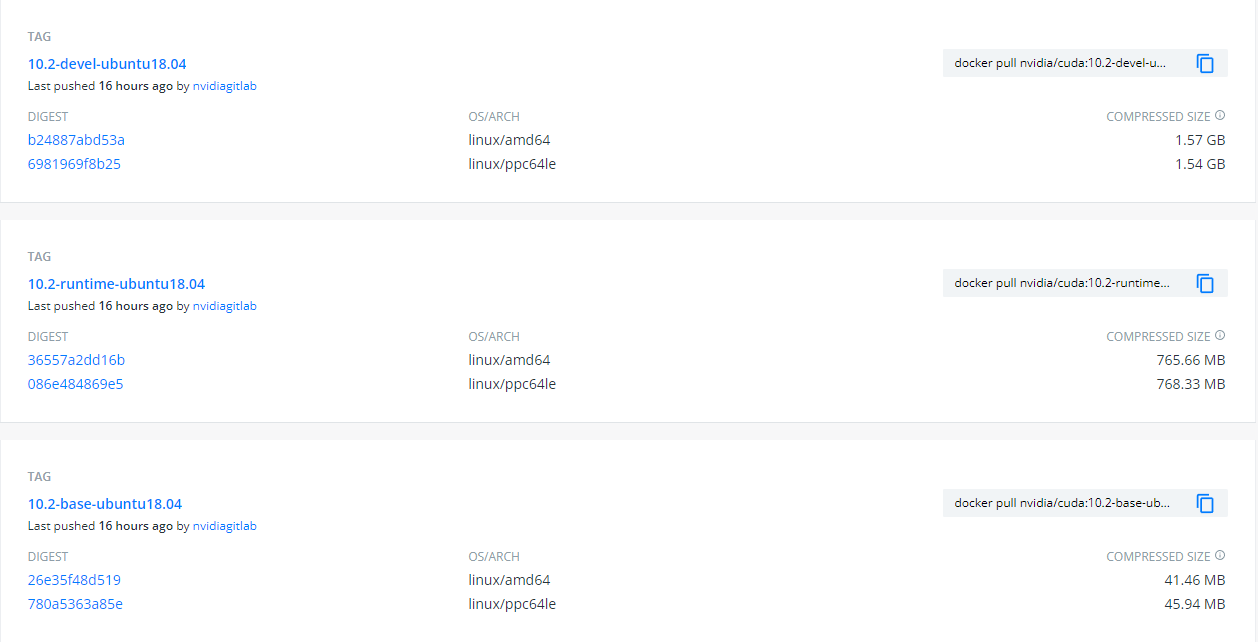 TAG
10.2-devel-ubuntu18.04
docker pull nvidia/cuda:10.2-devel-u...
Last pushed 16 hours ago by nvidiagitlab
DIGEST OS/ARCH COMPRESSED SIZE
b24887abd53a linux/amd64 1.57 GB
6981969f8b25 linux/ppc64le 1.54 GB
TAG
10.2-runtime-ubuntu18.04
docker pull nvidia/cuda:10.2-runtime...
Last pushed 16 hours ago by nvidiagitlab
DIGEST OS/ARCH COMPRESSED SIZE
36557a2dd16b linux/amd64 765.66 MB
086e484869e5 linux/ppc64le 768.33 MB
TAG
10.2-base-ubuntu18.04
docker pull nvidia/cuda:10.2-base-ub...
Last pushed 16 hours ago by nvidiagitlab
DIGEST OS/ARCH COMPRESSED SIZE
26e35f48d519 linux/amd64 41.46 MB
780a5363a85e linux/ppc64le 45.94 MB